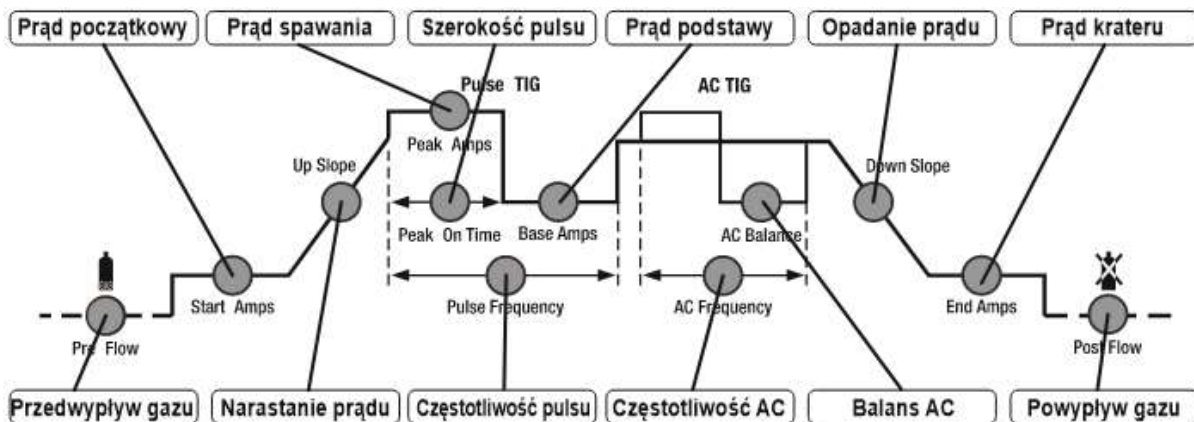 Prąd początkowy
Prąd spawania
Szerokość pulsu
Prąd podstawy
Opadanie prądu
Prąd krateru
Pulse TIG
AC TIG
Peak Amps
Up Slope
Down Slope
Peak On Time
Base Amps
AC Balance
Start Amps
Pulse Frequency
AC Frequency
End Amps
Pre Flow
Post Flow
Przedwypływ gazu
Narastanie prądu
Częstotliwość pulsu
Częstotliwość AC
Balans AC
Powypływ gazu